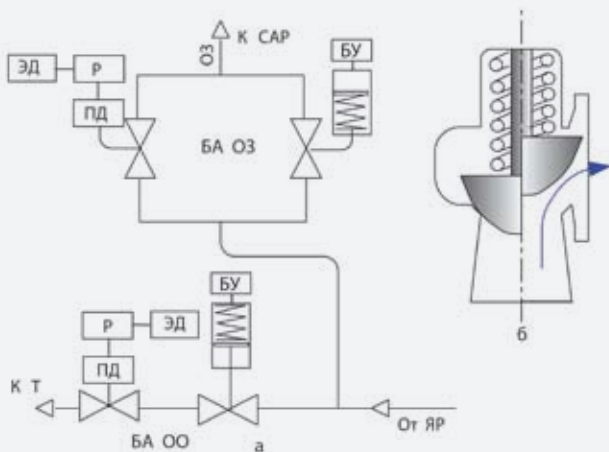 К САР
ОЗ
ЭД
Р
ПД
БУ
БА ОЗ
БУ
Р
ЭД
ПД
К Т
От ЯР
БА ОО
а
б